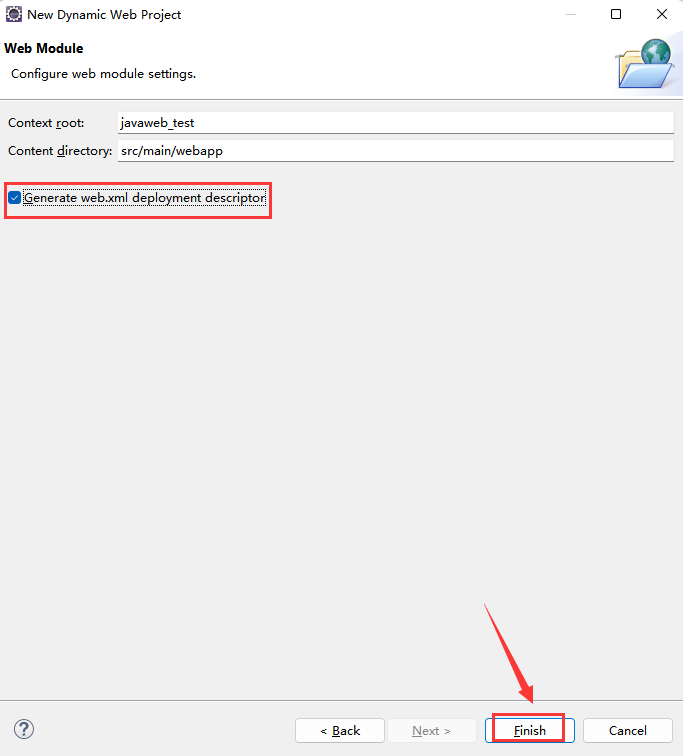 New Dynamic Web Project
Web Module
Configure web module settings.
Context root: javaweb_test
Content directory: src/main/webapp
Generate web.xml deployment descriptor
? < Back Next > Finish Cancel